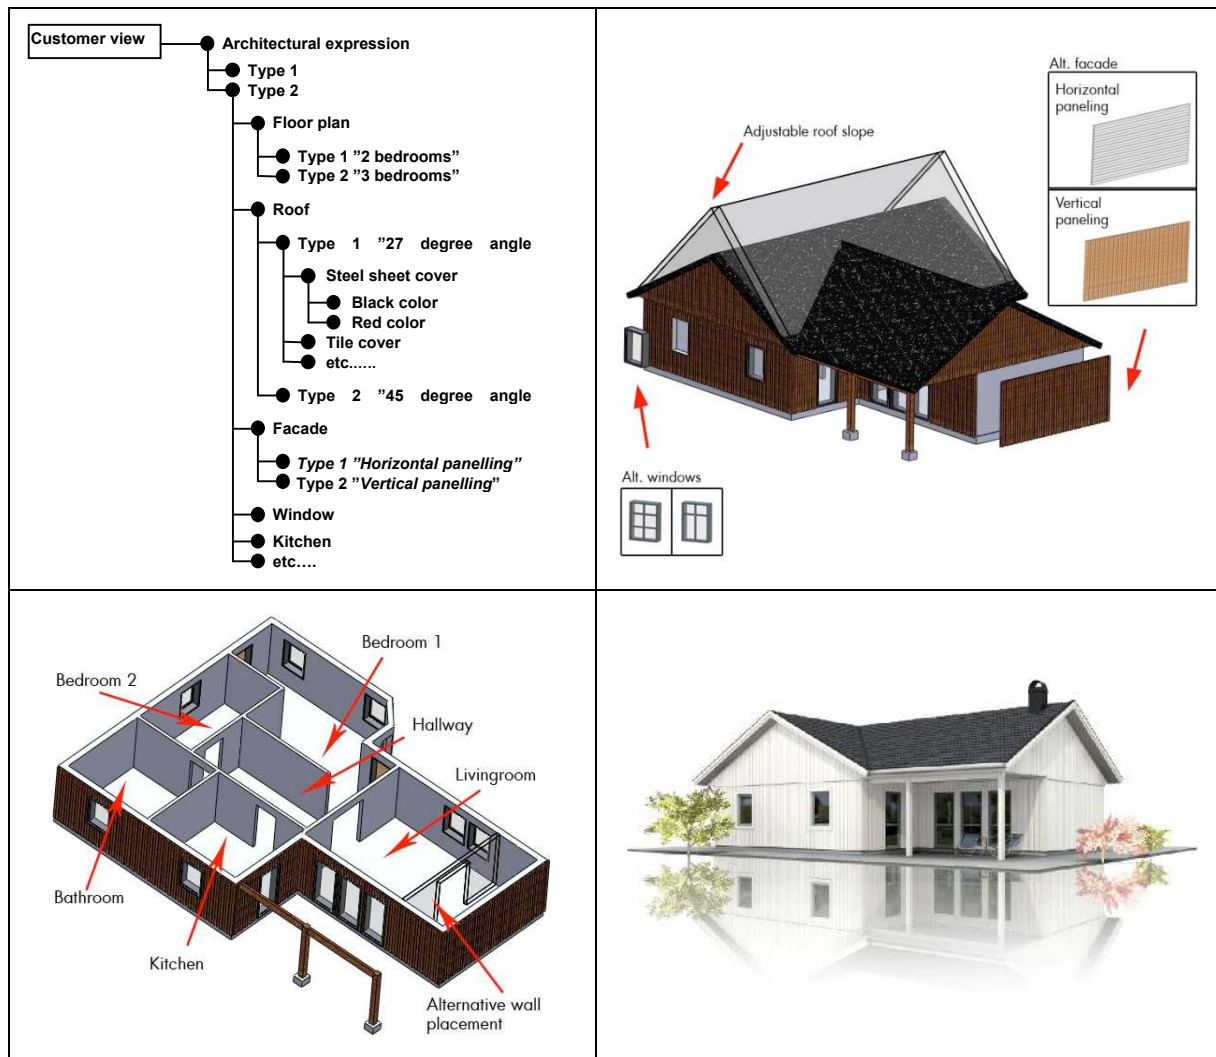 Customer view
Architectural expression
Type 1
Type 2
Floor plan
Type 1 ”2 bedrooms”
Type 2 ”3 bedrooms”
Roof
Type 1 ”27 degree angle
Steel sheet cover
Black color
Red color
Tile cover
etc......
Type 2 ”45 degree angle
Facade
Type 1 ”Horizontal panelling”
Type 2 ”Vertical panelling”
Window
Kitchen
etc....
Alt. facade
Horizontal
paneling
Vertical
paneling
Adjustable roof slope
Alt. windows
Bedroom 1
Bedroom 2
Hallway
Livingroom
Bathroom
Kitchen
Alternative wall
placement